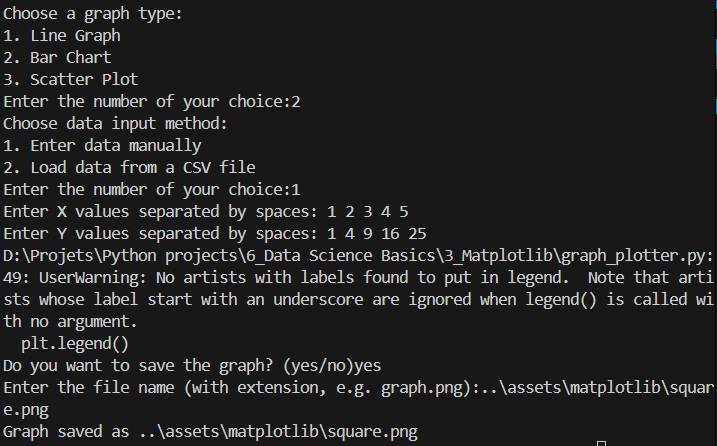 Choose a graph type:
1. Line Graph
2. Bar Chart
3. Scatter Plot
Enter the number of your choice:2
Choose data input method:
1. Enter data manually
2. Load data from a CSV file
Enter the number of your choice:1
Enter X values separated by spaces: 1 2 3 4 5
Enter Y values separated by spaces: 1 4 9 16 25
D:\Projets\Python projects\6_Data Science Basics\3_Matplotlib\graph_plotter.py:
49: UserWarning: No artists with labels found to put in legend.  Note that arti
sts whose label start with an underscore are ignored when legend() is called wi
th no argument.
  plt.legend()
Do you want to save the graph? (yes/no)yes
Enter the file name (with extension, e.g. graph.png):..\assets\matplotlib\squar
e.png
Graph saved as ..\assets\matplotlib\square.png